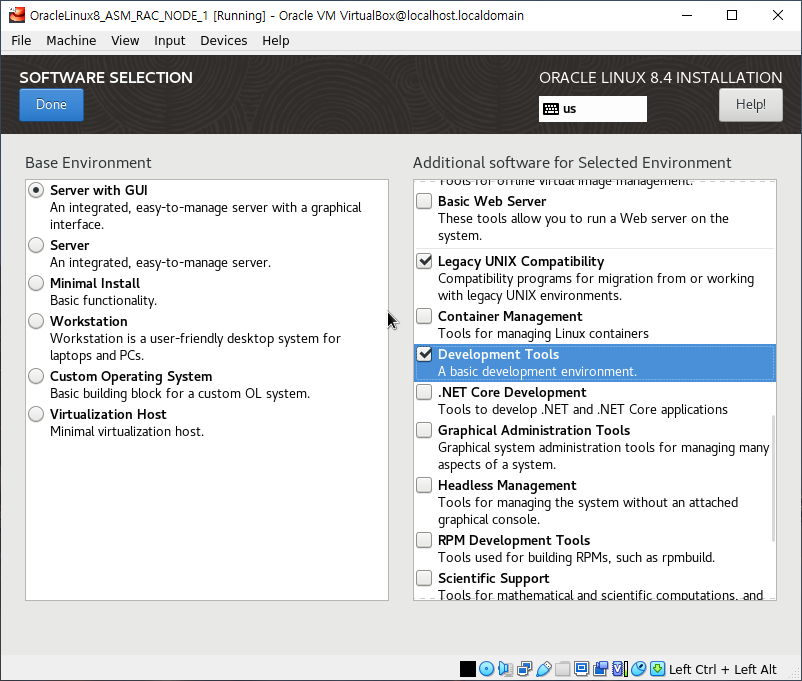 OracleLinux8_ASM_RAC_NODE_1 [Running] - Oracle VM VirtualBox@localhost.localdomain
File Machine View Input Devices Help
SOFTWARE SELECTION
ORACLE LINUX 8.4 INSTALLATION
Done
us
Help!
Base Environment
Server with GUI
An integrated, easy-to-manage server with a graphical
interface.
Server
An integrated, easy-to-manage server.
Minimal Install
Basic functionality.
Workstation
Workstation is a user-friendly desktop system for
laptops and PCs.
Custom Operating System
Basic building block for a custom OL system.
Virtualization Host
Minimal virtualization host.
Additional software for Selected Environment
Tools for offline virtual image management.
Basic Web Server
These tools allow you to run a Web server on the
system.
Legacy UNIX Compatibility
Compatibility programs for migration from or working
with legacy UNIX environments.
Container Management
Tools for managing Linux containers
Development Tools
A basic development environment.
.NET Core Development
Tools to develop .NET and .NET Core applications
Graphical Administration Tools
Graphical system administration tools for managing many
aspects of a system.
Headless Management
Tools for managing the system without an attached
graphical console.
RPM Development Tools
Tools used for building RPMs, such as rpmbuild.
Scientific Support
Tools for mathematical and scientific computations, and
Left Ctrl + Left Alt